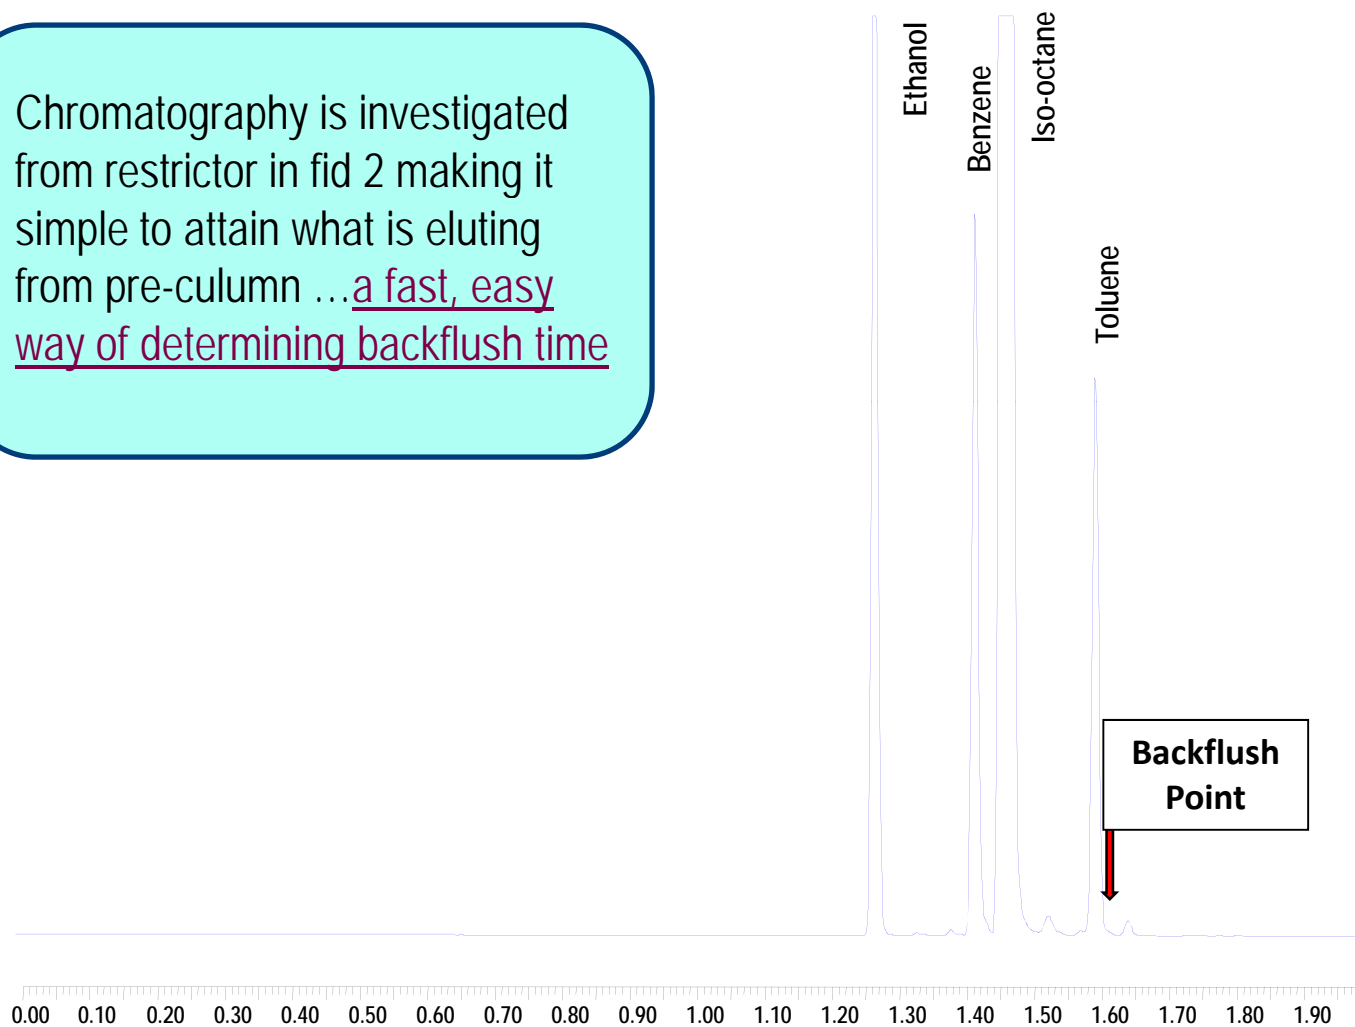 Chromatography is investigated
from restrictor in fid 2 making it
simple to attain what is eluting
from pre-culumn …a fast, easy
way of determining backflush time
Ethanol
Benzene
Iso-octane
Toluene
Backflush
Point
0.00 0.10 0.20 0.30 0.40 0.50 0.60 0.70 0.80 0.90 1.00 1.10 1.20 1.30 1.40 1.50 1.60 1.70 1.80 1.90